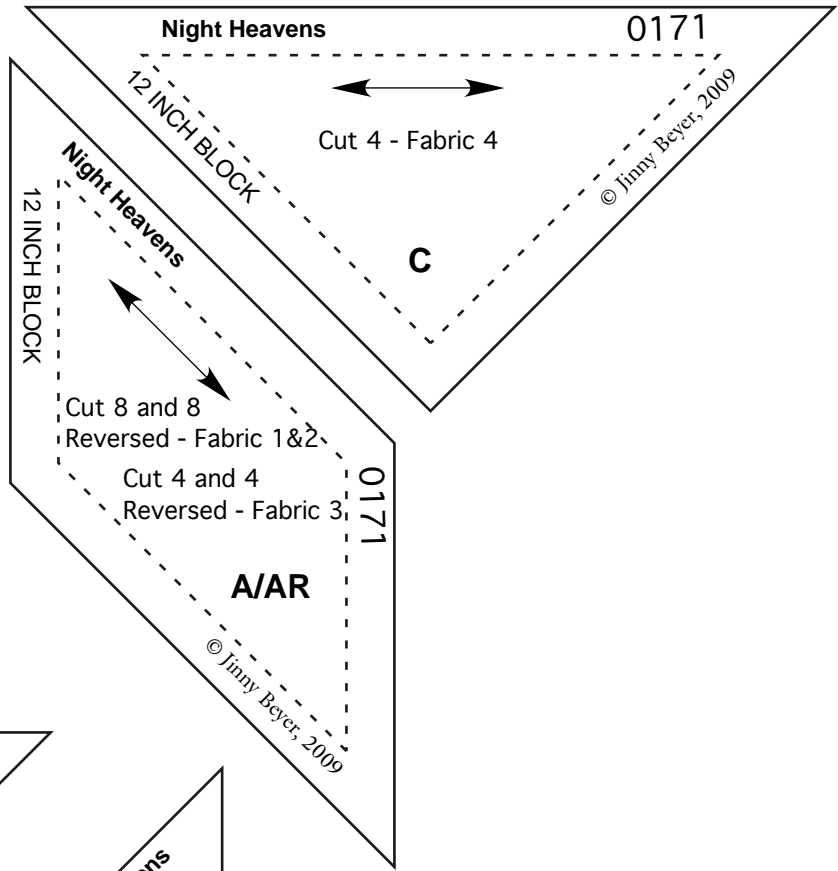 Night Heavens
0171
12 INCH BLOCK
Cut 4 - Fabric 4
© Jinny Beyer, 2009
C
Night Heavens
12 INCH BLOCK
Cut 8 and 8
Reversed - Fabric 1&2
Cut 4 and 4
Reversed - Fabric 3
0171
A/AR
© Jinny Beyer, 2009
ens